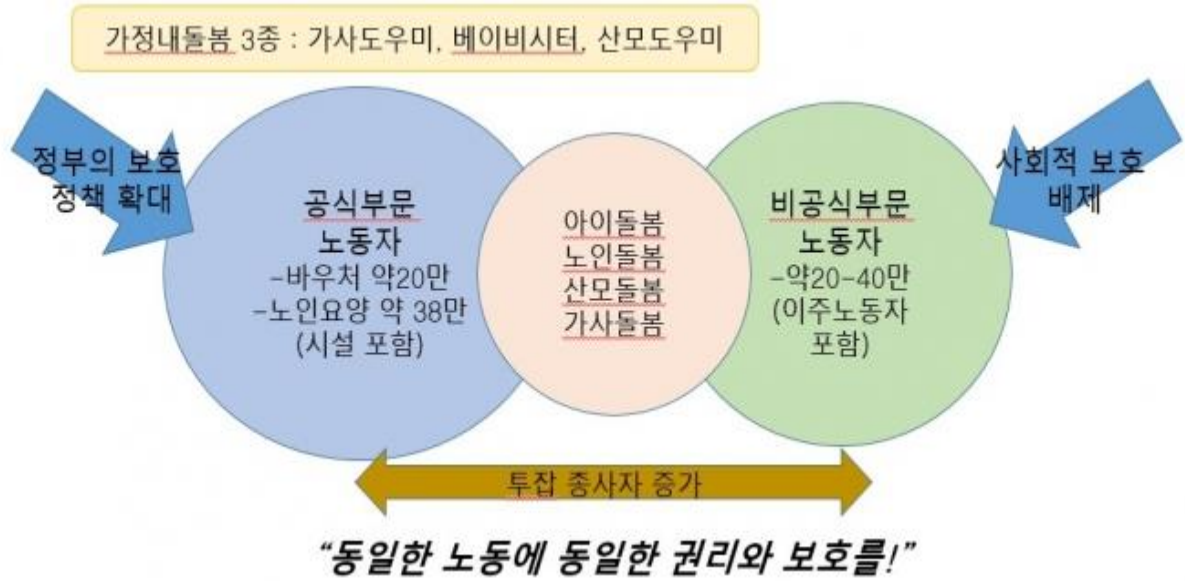 가정내돌봄 3종 : 가사도우미, 베이비시터, 산모도우미
정부의 보호
정책 확대
공식부문
노동자
-바우처 약20만
-노인요양 약 38만
(시설 포함)
아이돌봄
노인돌봄
산모돌봄
가사돌봄
비공식부문
노동자
-약20-40만
(이주노동자
포함)
사회적 보호
배제
투잡 종사자 증가
“동일한 노동에 동일한 권리와 보호를!”